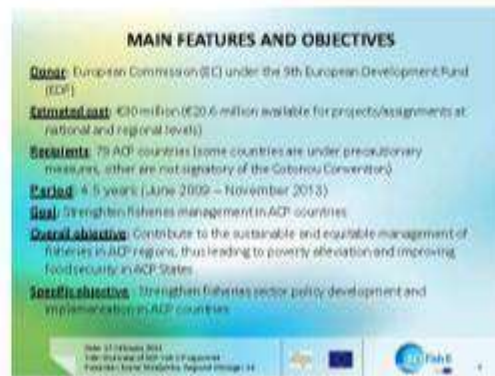 MAIN FEATURES AND OBJECTIVES
Donor: European Commission (EC) under the 9th European Development Fund
(EDF)
Estimated cost: €30 million (€20.6 million available for projects/assignments at
national and regional levels)
Recipients: 79 ACP countries (some countries are under precautionary
measures, other are not signatory of the Cotonou Convention)
Period: 4.5 years (June 2009 – November 2013)
Goal: Strengthen fisheries management in ACP countries
Overall objective: Contribute to the sustainable and equitable management of
fisheries in ACP regions, thus leading to poverty alleviation and improving
food security in ACP States
Specific objective: Strengthen fisheries sector policy development and
implementation in ACP countries
Fish II